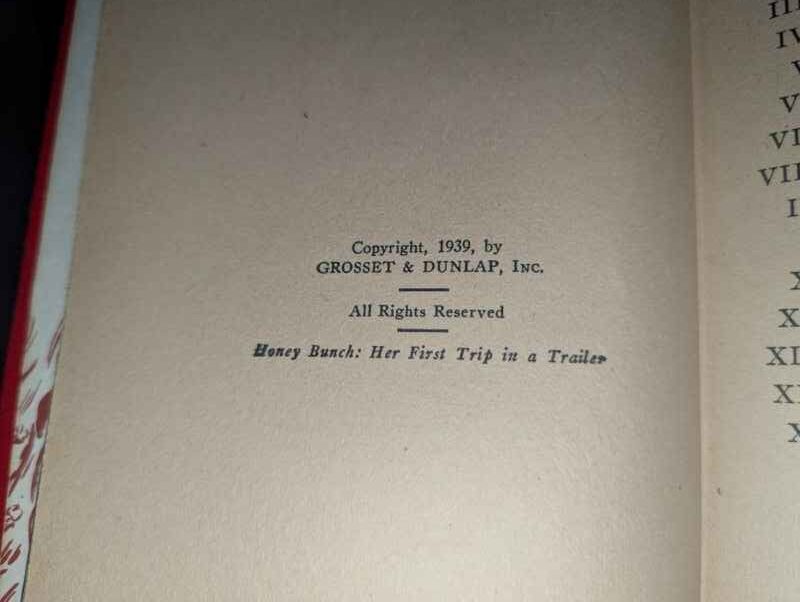 Copyright, 1939, by
GROSSET & DUNLAP, INC.
All Rights Reserved
Honey Bunch: Her First Trip in a Trailer